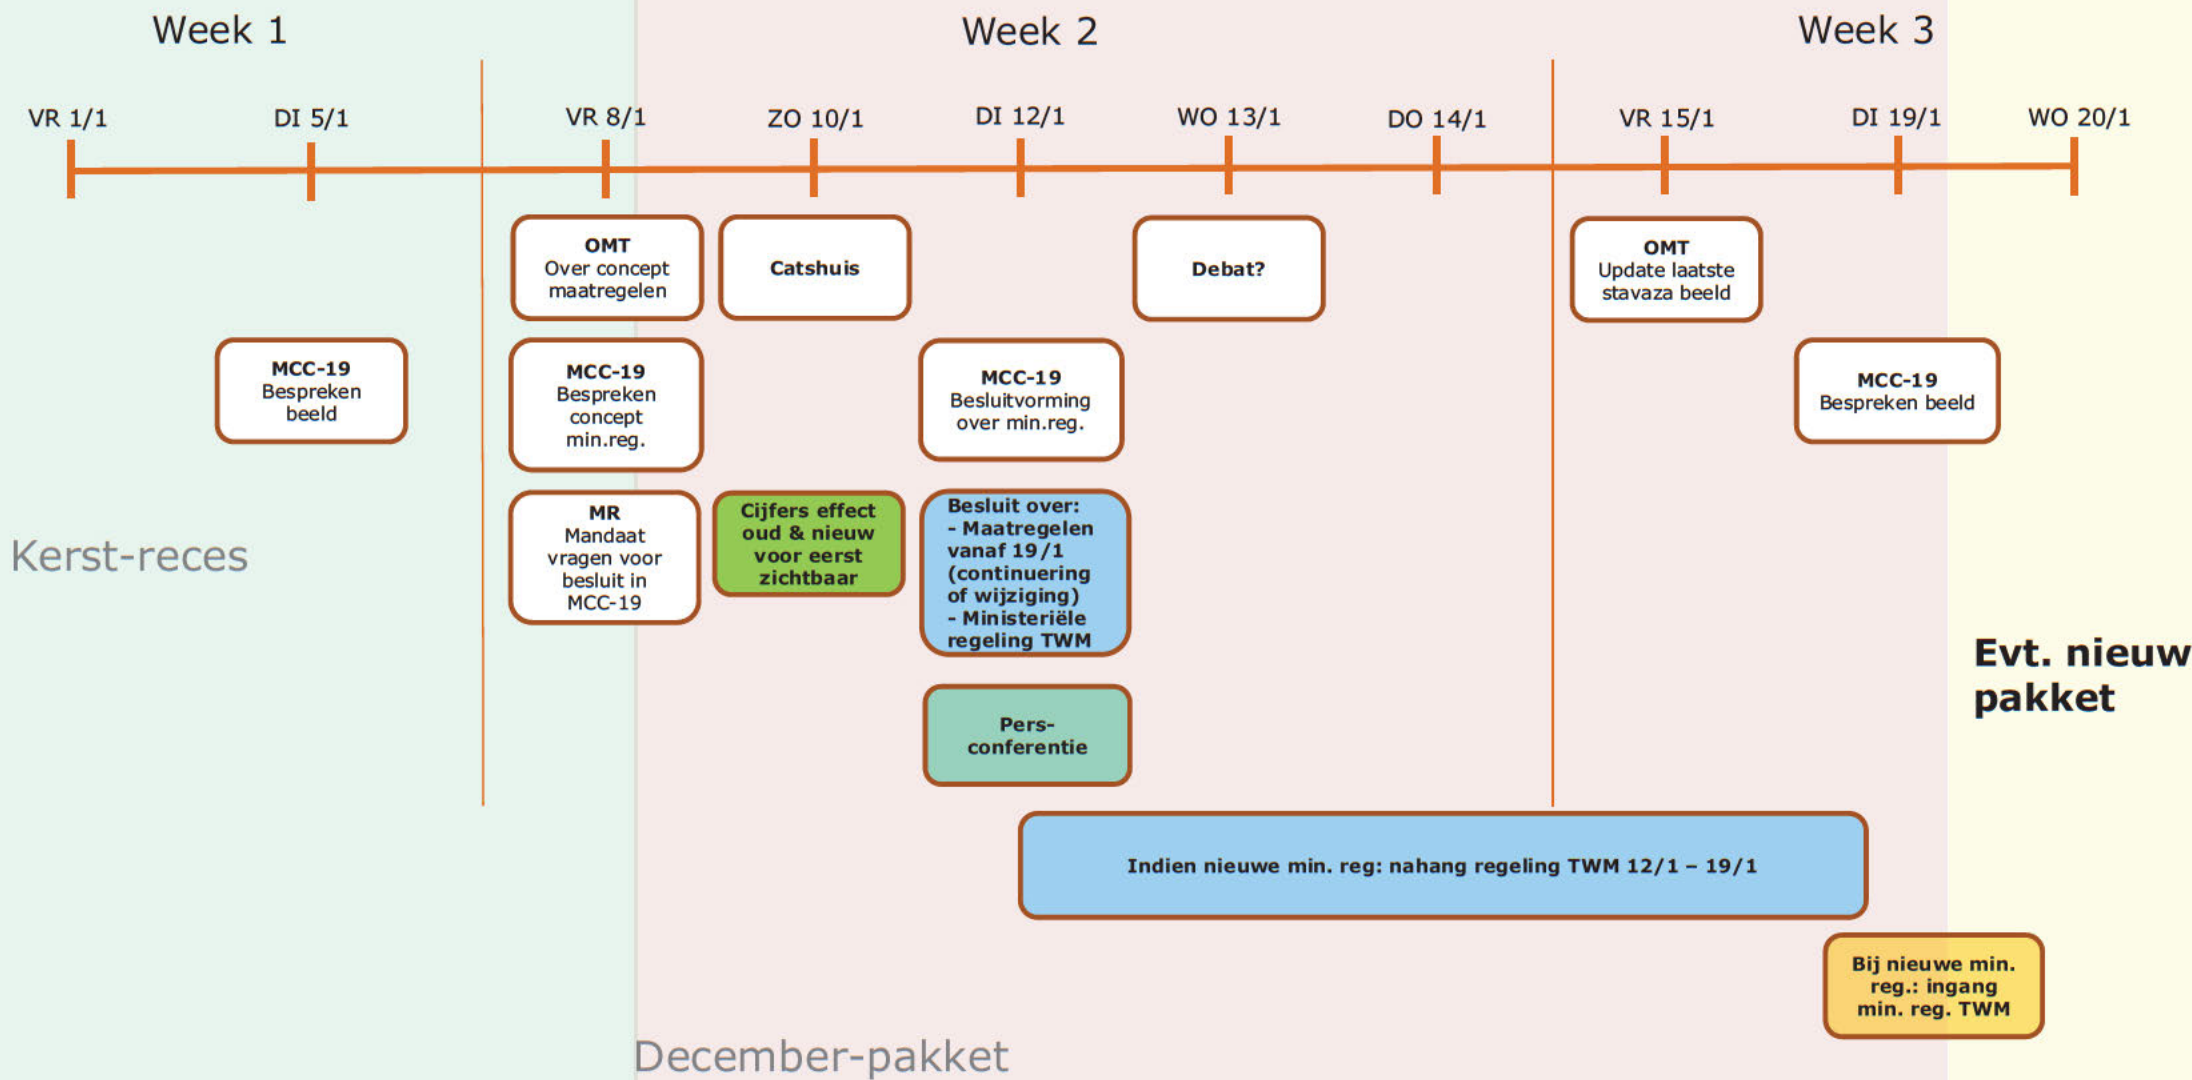 Week 1
Week 2
Week 3
VR 1/1
DI 5/1
VR 8/1
ZO 10/1
DI 12/1
WO 13/1
DO 14/1
VR 15/1
DI 19/1
WO 20/1
OMT
Over concept
maatregelen
Catshuis
Debat?
OMT
Update laatste
stavaza beeld
MCC-19
Bespreken
beeld
MCC-19
Bespreken
concept
min.reg.
MCC-19
Besluitvorming
over min.reg.
MCC-19
Bespreken beeld
Kerst-reces
MR
Mandaat
vragen voor
besluit in
MCC-19
Cijfers effect
oud & nieuw
voor eerst
zichtbaar
Besluit over:
- Maatregelen
vanaf 19/1
(continuering
of wijziging)
- Ministeriële
regeling TWM
Evt. nieuw
pakket
Pers-
conferentie
Indien nieuwe min. reg: nahang regeling TWM 12/1 – 19/1
Bij nieuwe min.
reg.: ingang
min. reg. TWM
December-pakket